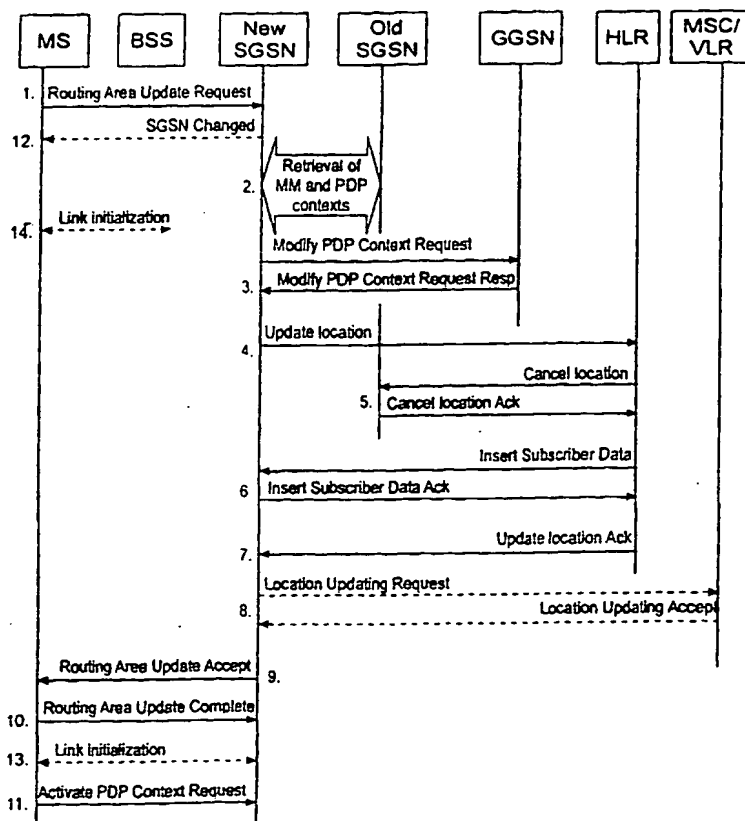 MS
BSS
New
SGSN
Old
SGSN
GGSN
HLR
MSC/
VLR
1. Routing Area Update Request
12. SGSN Changed
2. Retrieval of
MM and PDP
contexts
14. Link initialization
Modify PDP Context Request
3. Modify PDP Context Request Resp
4. Update location
Cancel location
5. Cancel location Ack
Insert Subscriber Data
6 Insert Subscriber Data Ack
7. Update location Ack
Location Updating Request
8. Location Updating Accept
Routing Area Update Accept 9.
10. Routing Area Update Complete
13. Link Initialization
11. Activate PDP Context Request